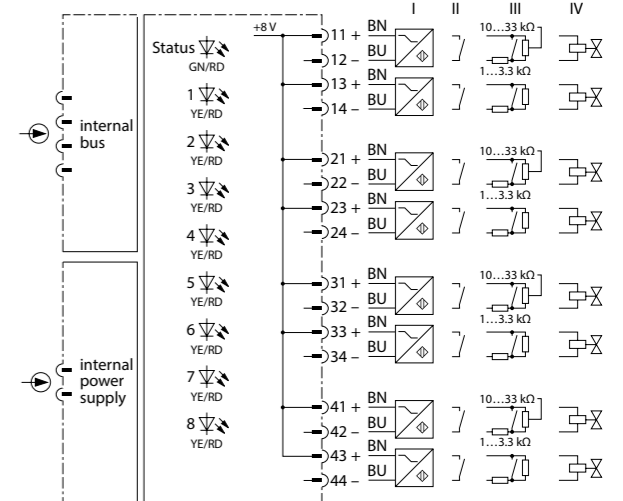 I II III IV
+8 V
Status
GN/RD
1
YE/RD
2
YE/RD
3
YE/RD
4
YE/RD
5
YE/RD
6
YE/RD
7
YE/RD
8
YE/RD
internal
bus
internal
power
supply
11 + BN 10…33 kΩ
12 – BU
13 + BN 1…3.3 kΩ
14 – BU
21 + BN 10…33 kΩ
22 – BU
23 + BN 1…3.3 kΩ
24 – BU
31 + BN 10…33 kΩ
32 – BU
33 + BN 1…3.3 kΩ
34 – BU
41 + BN 10…33 kΩ
42 – BU
43 + BN 1…3.3 kΩ
44 – BU